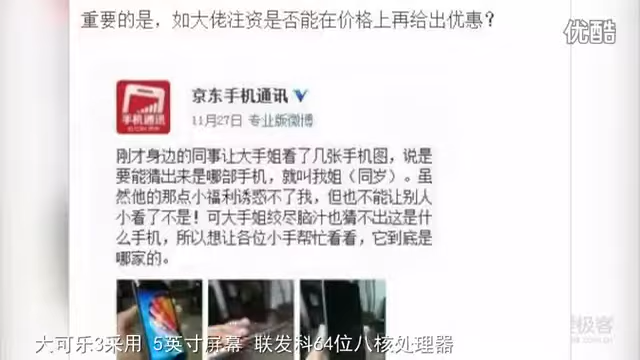 重要的是，如大佬注资是否能在价格上再给出优惠？
优酷
手机通讯
京东手机通讯
11月27日 专业版微博
刚才身边的同事让大手姐看了几张手机图，说是
要能猜出来是哪部手机，就叫我姐（同岁）。虽
然他的那点小福利诱惑不了我，但也不能让别人
小看了不是！可大手姐绞尽脑汁也猜不出这是什
么手机，所以想让各位小手帮忙看看，它到底是
哪家的。
极客
大可乐3采用 5英寸屏幕 联发科64位八核处理器